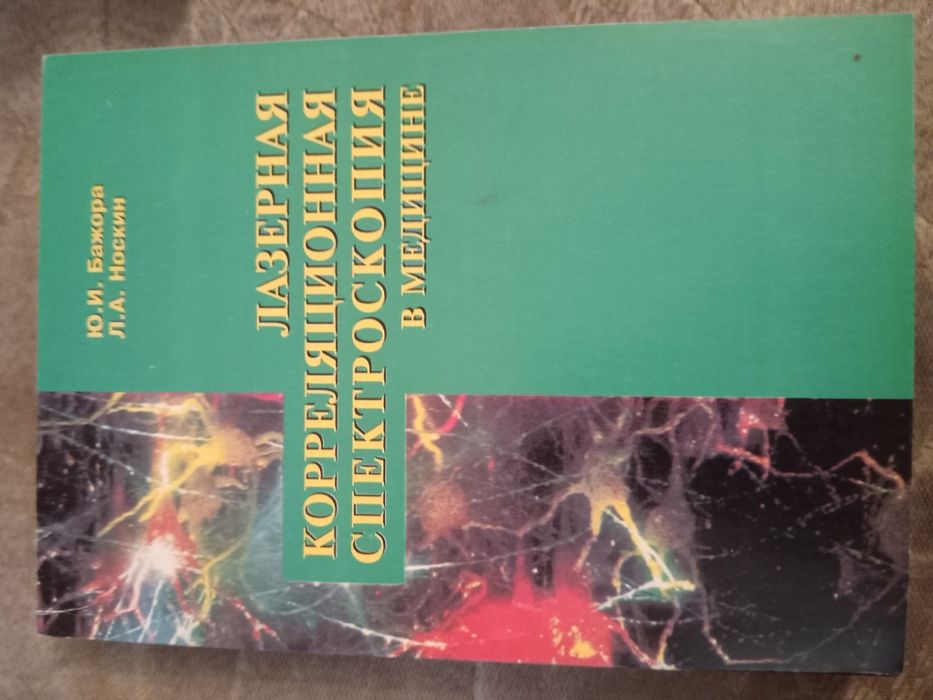 Ю.И. Бажора
Л.А. Носкин
ЛАЗЕРНАЯ
КОРРЕЛЯЦИОННАЯ
СПЕКТРОСКОПИЯ
В МЕДИЦИНЕ